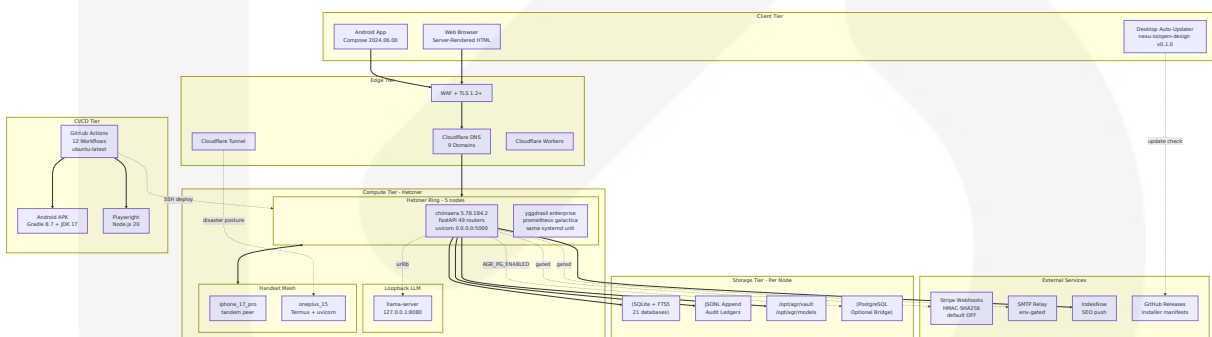 Client Tier
Android App
Compose 2024.06.00
Web Browser
Server-Rendered HTML
Desktop Auto-Updater
nexu-io/open-design
v0.1.0
Edge Tier
WAF + TLS 1.2+
Cloudflare Tunnel
Cloudflare DNS
9 Domains
Cloudflare Workers
CI/CD Tier
GitHub Actions
12 Workflows
ubuntu-latest
Android APK
Gradle 8.7 + JDK 17
Playwright
Node.js 20
SSH deploy
disaster posture
update check
Compute Tier - Hetzner
Hetzner Ring - 5 nodes
chimaera 5.78.184.2
FastAPI 49 routers
uvicorn 0.0.0.0:5000
yggdrasil enterprise
prometheus galactica
same systemd unit
urllib
AGR_PG_ENABLED
gated
gated
Handset Mesh
iphone_17_pro
tandem peer
oneplus_15
Termux + uvicorn
Loopback LLM
llama-server
127.0.0.1:8080
Storage Tier - Per Node
(SQLite + FTS5
21 databases)
JSONL Append
Audit Ledgers
/opt/agr/vault
/opt/agr/models
(PostgreSQL
Optional Bridge)
External Services
Stripe Webhooks
HMAC-SHA256
default OFF
SMTP Relay
env-gated
IndexNow
SEO push
GitHub Releases
installer manifests